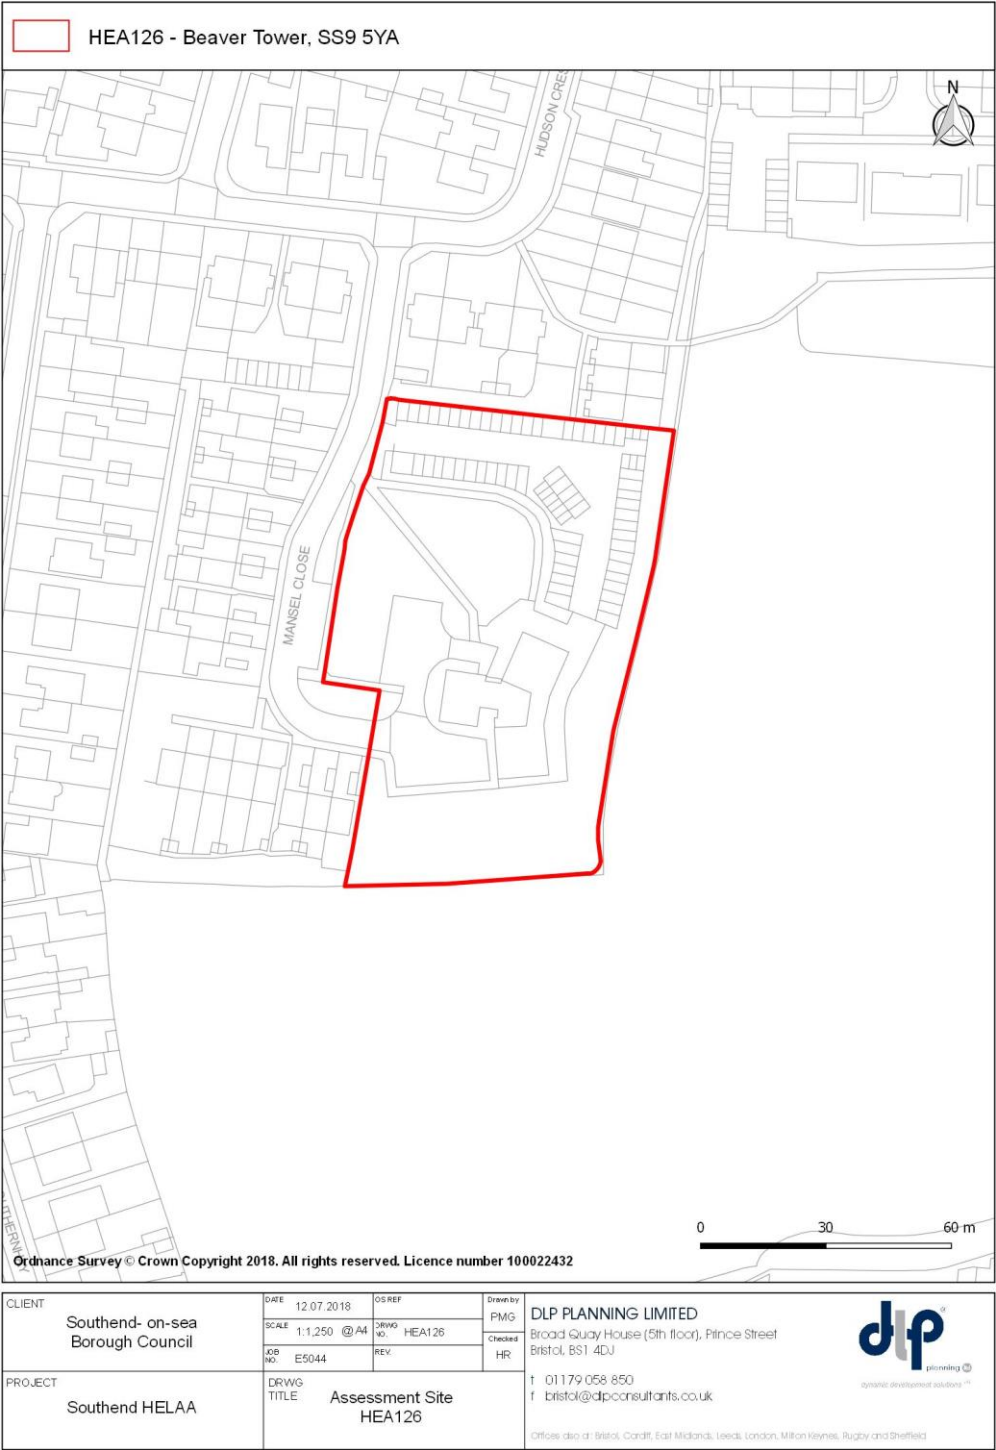 HEA126 - Beaver Tower, SS9 5YA
N
HUDSON CRES
MANSEL CLOSE
0 30 60 m
Ordnance Survey © Crown Copyright 2018. All rights reserved. Licence number 100022432
CLIENT
Southend- on-sea
Borough Council
PROJECT
Southend HELAA
DATE 12.07.2018
OS REF
SCALE 1:1,250 @ A4
DRWG NO. HEA126
JOB NO. E5044
REV.
DRWG TITLE
Assessment Site
HEA126
Drawn by
PMG
Checked
HR
DLP PLANNING LIMITED
Broad Quay House (5th floor), Prince Street
Bristol, BS1 4DJ
t 01179 058 850
f bristol@dlpconsultants.co.uk
Offices also at: Bristol, Cardiff, East Midlands, Leeds, London, Milton Keynes, Rugby and Sheffield
dlp
planning
dynamic development solutions